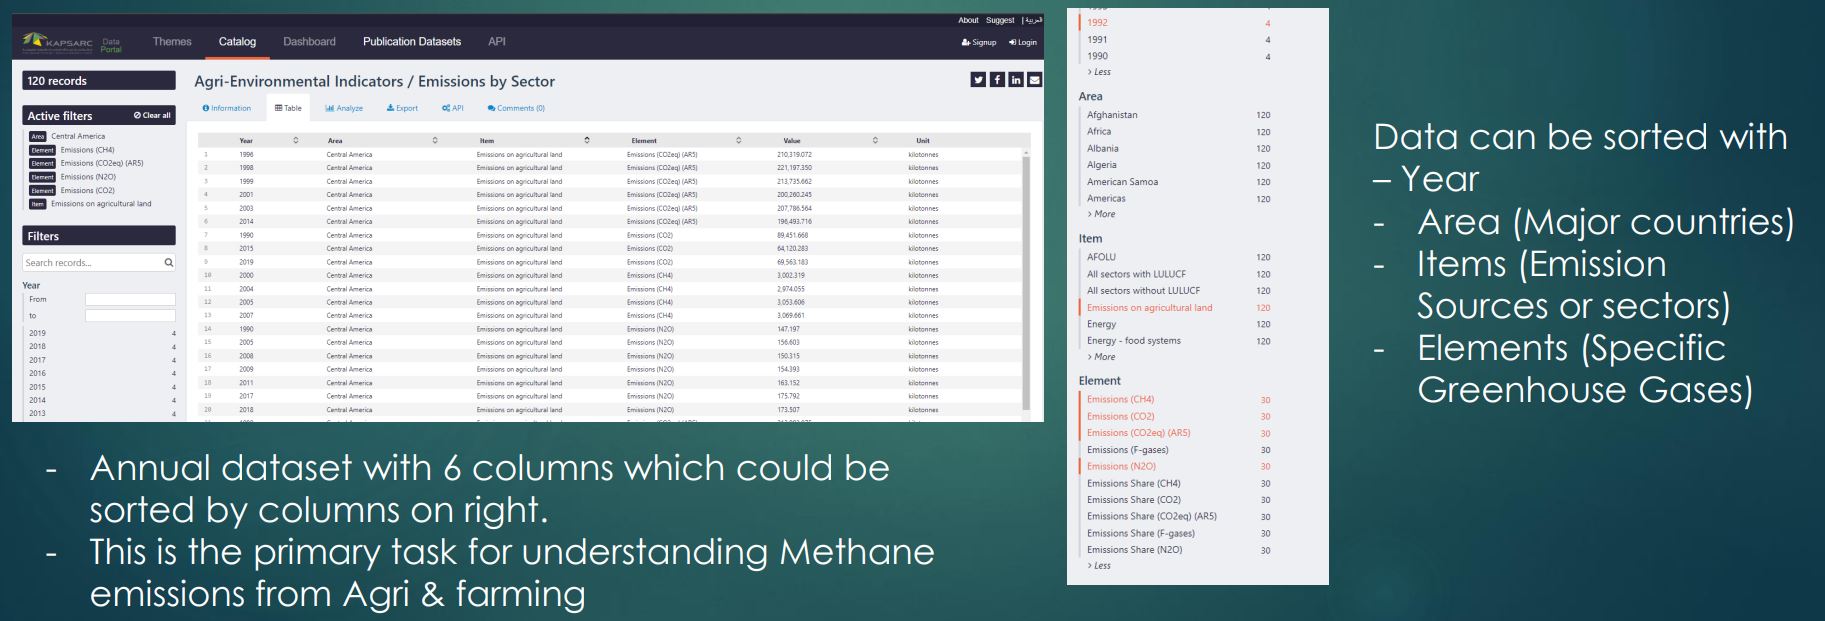 About Suggest | العربية
KAPSARC Data Portal
Themes Catalog Dashboard Publication Datasets API
Signup Login
120 records
Active filters Clear all
Area Central America
Element Emissions (CH4)
Element Emissions (CO2eq) (AR5)
Element Emissions (N2O)
Element Emissions (CO2)
Item Emissions on agricultural land
Filters
Search records...
Year
From
to
2019 4
2018 4
2017 4
2016 4
2015 4
2014 4
2013 4
Agri-Environmental Indicators / Emissions by Sector
Information Table Analyze Export API Comments (0)
Year Area Item Element Value Unit
1 1996 Central America Emissions on agricultural land Emissions (CO2eq) (AR5) 210,319.072 kilotonnes
2 1998 Central America Emissions on agricultural land Emissions (CO2eq) (AR5) 221,197.350 kilotonnes
3 1999 Central America Emissions on agricultural land Emissions (CO2eq) (AR5) 213,735.662 kilotonnes
4 2001 Central America Emissions on agricultural land Emissions (CO2eq) (AR5) 200,260.245 kilotonnes
5 2003 Central America Emissions on agricultural land Emissions (CO2eq) (AR5) 207,786.564 kilotonnes
6 2014 Central America Emissions on agricultural land Emissions (CO2eq) (AR5) 196,493.716 kilotonnes
7 1990 Central America Emissions on agricultural land Emissions (CO2) 89,451.668 kilotonnes
8 2015 Central America Emissions on agricultural land Emissions (CO2) 64,120.283 kilotonnes
9 2019 Central America Emissions on agricultural land Emissions (CO2) 69,563.183 kilotonnes
10 2000 Central America Emissions on agricultural land Emissions (CH4) 3,002.319 kilotonnes
11 2004 Central America Emissions on agricultural land Emissions (CH4) 2,974.055 kilotonnes
12 2005 Central America Emissions on agricultural land Emissions (CH4) 3,053.606 kilotonnes
13 2007 Central America Emissions on agricultural land Emissions (CH4) 3,069.661 kilotonnes
14 1990 Central America Emissions on agricultural land Emissions (N2O) 147.197 kilotonnes
15 2005 Central America Emissions on agricultural land Emissions (N2O) 156.603 kilotonnes
16 2008 Central America Emissions on agricultural land Emissions (N2O) 150.315 kilotonnes
17 2009 Central America Emissions on agricultural land Emissions (N2O) 154.393 kilotonnes
18 2011 Central America Emissions on agricultural land Emissions (N2O) 163.152 kilotonnes
19 2017 Central America Emissions on agricultural land Emissions (N2O) 175.792 kilotonnes
20 2018 Central America Emissions on agricultural land Emissions (N2O) 173.507 kilotonnes
1992 4
1991 4
1990 4
> Less
Area
Afghanistan 120
Africa 120
Albania 120
Algeria 120
American Samoa 120
Americas 120
> More
Item
AFOLU 120
All sectors with LULUCF 120
All sectors without LULUCF 120
Emissions on agricultural land 120
Energy 120
Energy - food systems 120
> More
Element
Emissions (CH4) 30
Emissions (CO2) 30
Emissions (CO2eq) (AR5) 30
Emissions (F-gases) 30
Emissions (N2O) 30
Emissions Share (CH4) 30
Emissions Share (CO2) 30
Emissions Share (CO2eq) (AR5) 30
Emissions Share (F-gases) 30
Emissions Share (N2O) 30
> Less
Data can be sorted with
– Year
- Area (Major countries)
- Items (Emission
Sources or sectors)
- Elements (Specific
Greenhouse Gases)
- Annual dataset with 6 columns which could be
sorted by columns on right.
- This is the primary task for understanding Methane
emissions from Agri & farming